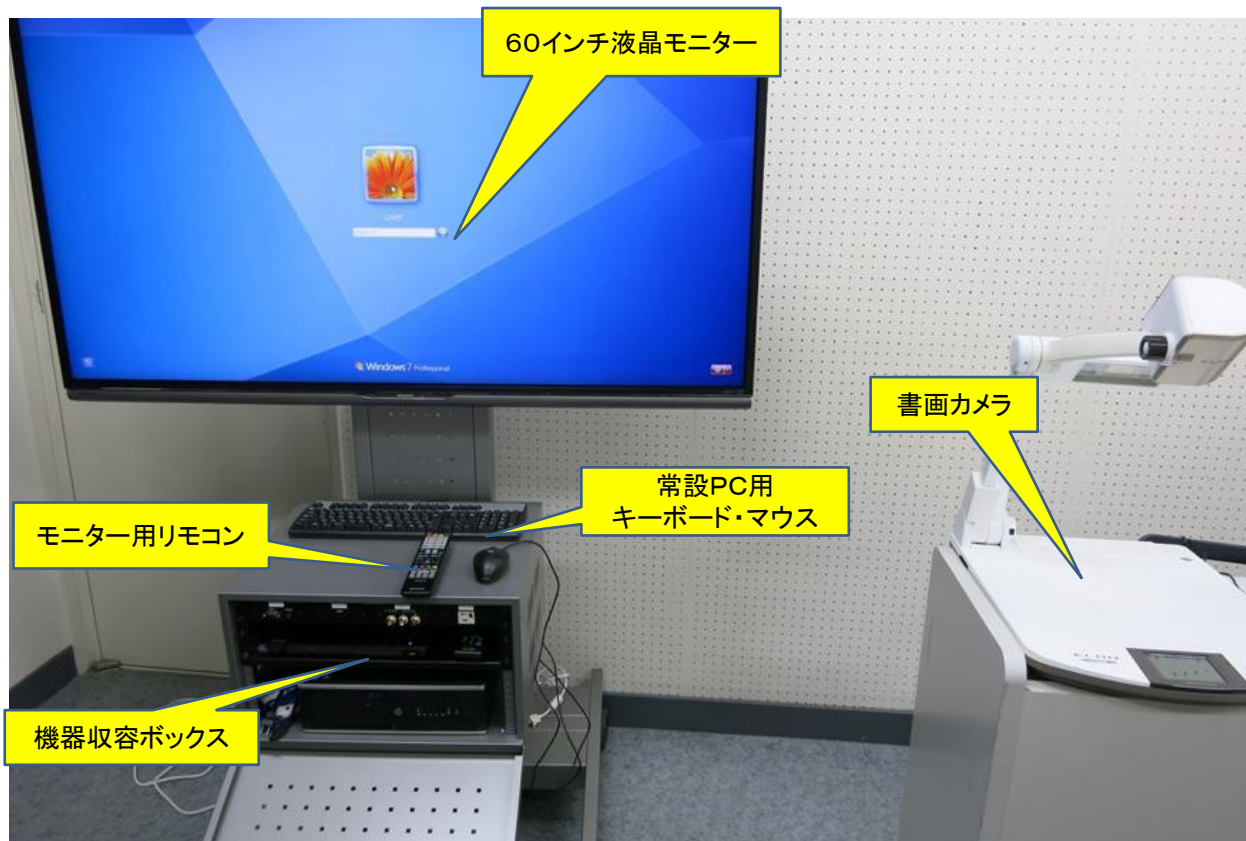 60インチ液晶モニター
user
Windows 7 Professional
書画カメラ
常設PC用
キーボード・マウス
モニター用リモコン
機器収容ボックス